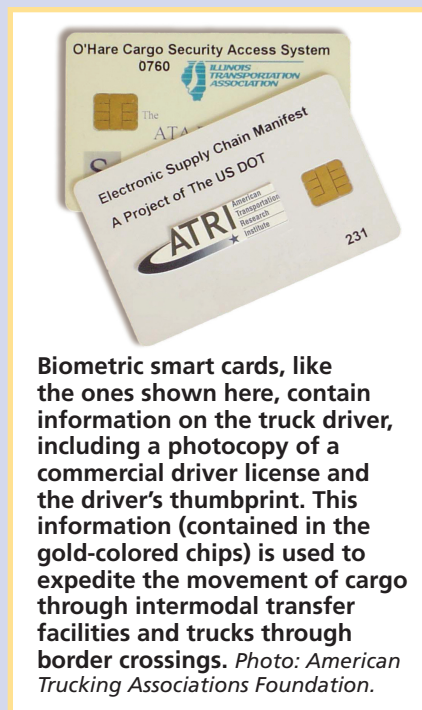 O'Hare Cargo Security Access System
0760
ILLINOIS
TRANSPORTATION
ASSOCIATION
The
ATA
S
Electronic Supply Chain Manifest
A Project of The US DOT
ATRI
American
Transportation
Research
Institute
231
Biometric smart cards, like
the ones shown here, contain
information on the truck driver,
including a photocopy of a
commercial driver license and
the driver's thumbprint. This
information (contained in the
gold-colored chips) is used to
expedite the movement of cargo
through intermodal transfer
facilities and trucks through
border crossings. Photo: American
Trucking Associations Foundation.